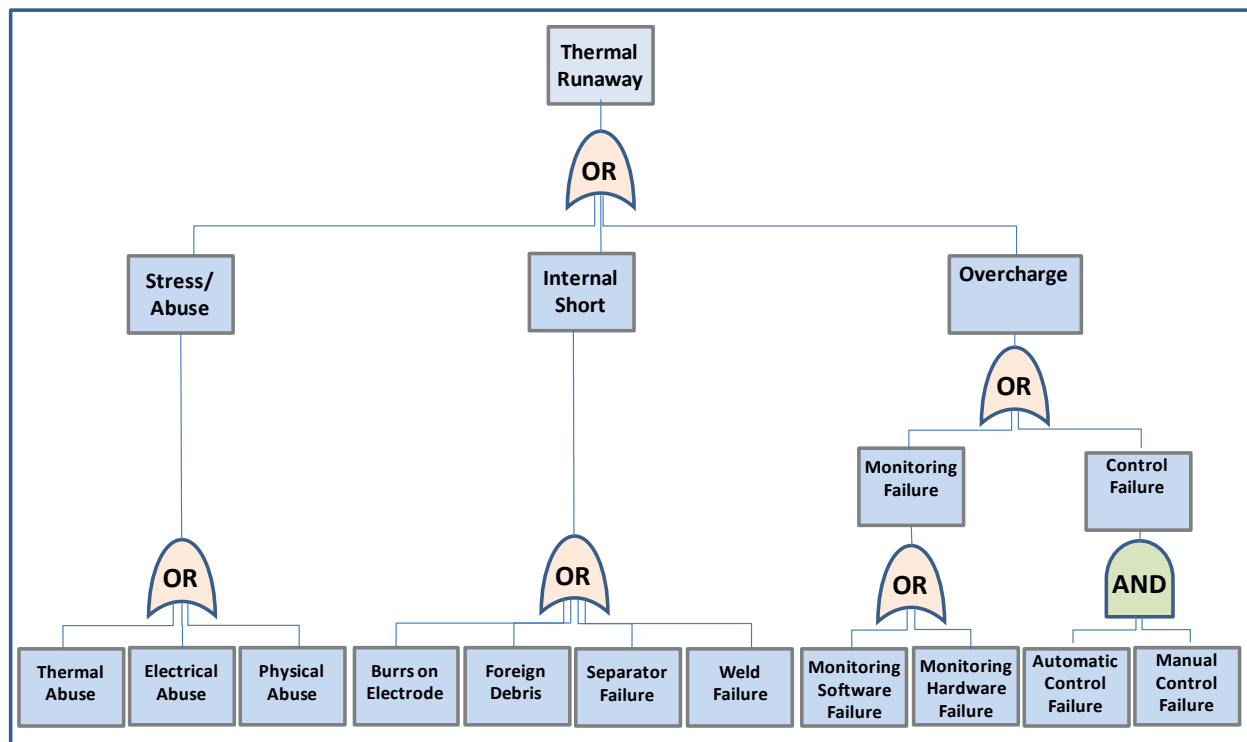 Thermal
Runaway
OR
Stress/
Abuse
Internal
Short
Overcharge
OR
Monitoring
Failure
Control
Failure
OR
OR
OR
AND
Thermal
Abuse
Electrical
Abuse
Physical
Abuse
Burrs on
Electrode
Foreign
Debris
Separator
Failure
Weld
Failure
Monitoring
Software
Failure
Monitoring
Hardware
Failure
Automatic
Control
Failure
Manual
Control
Failure